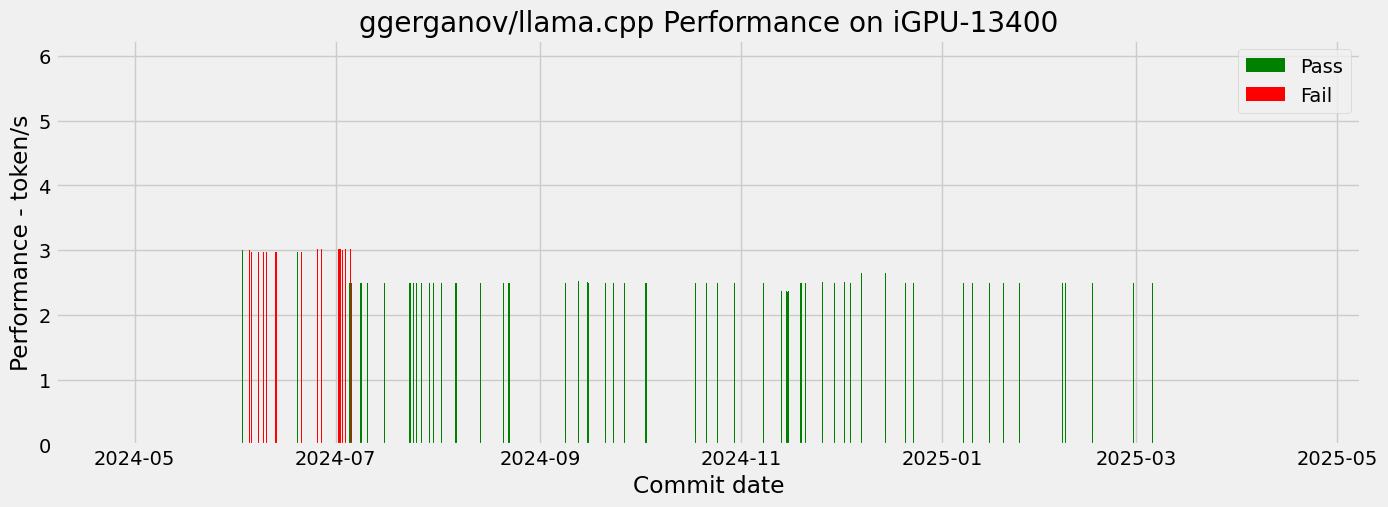 ggerganov/llama.cpp Performance on iGPU-13400
Pass
Fail
Performance - token/s
6
5
4
3
2
1
0
2024-05 2024-07 2024-09 2024-11 2025-01 2025-03 2025-05
Commit date